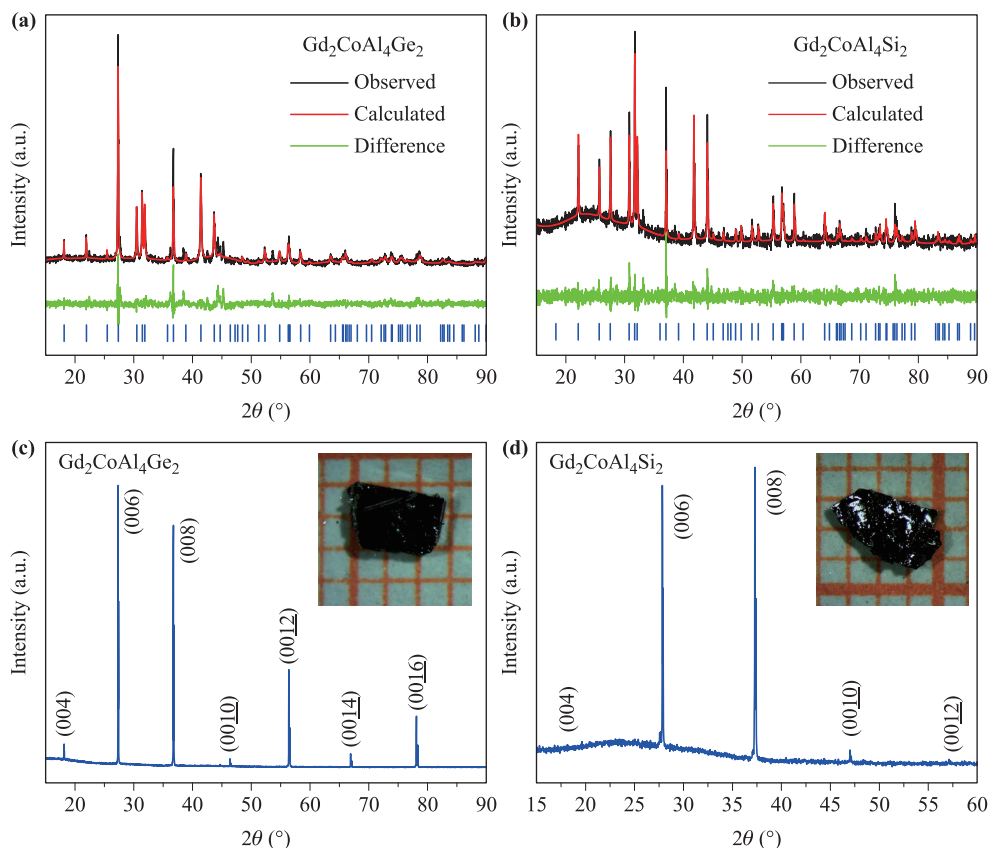 (a)
Gd₂CoAl₄Ge₂
Observed
Calculated
Difference
Intensity (a.u.)
20 30 40 50 60 70 80 90
2θ (°)
(b)
Gd₂CoAl₄Si₂
Observed
Calculated
Difference
Intensity (a.u.)
20 30 40 50 60 70 80 90
2θ (°)
(c)
Gd₂CoAl₄Ge₂
(004)
(006)
(008)
(0010)
(0012)
(0014)
(0016)
Intensity (a.u.)
20 30 40 50 60 70 80 90
2θ (°)
(d)
Gd₂CoAl₄Si₂
(004)
(006)
(008)
(0010)
(0012)
Intensity (a.u.)
15 20 25 30 35 40 45 50 55 60
2θ (°)